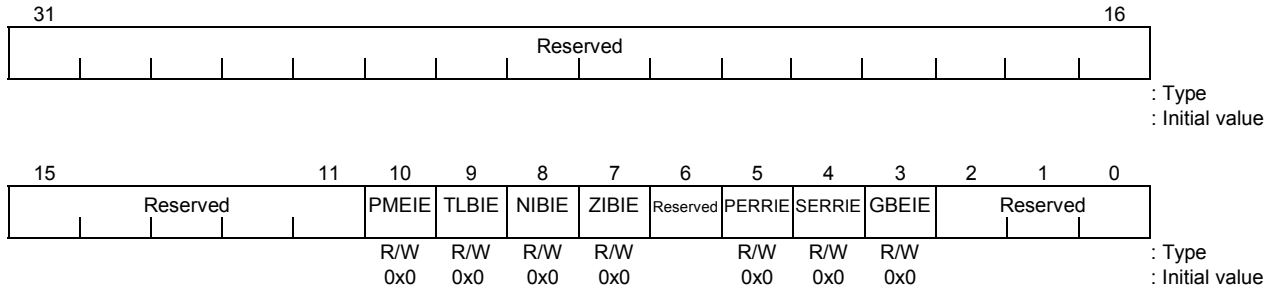 31 16
Reserved
: Type
: Initial value
15 11 10 9 8 7 6 5 4 3 2 1 0
Reserved PMEIE TLBIE NIBIE ZIBIE Reserved PERRIE SERRIE GBEIE Reserved
R/W R/W R/W R/W R/W R/W R/W : Type
0x0 0x0 0x0 0x0 0x0 0x0 0x0 : Initial value